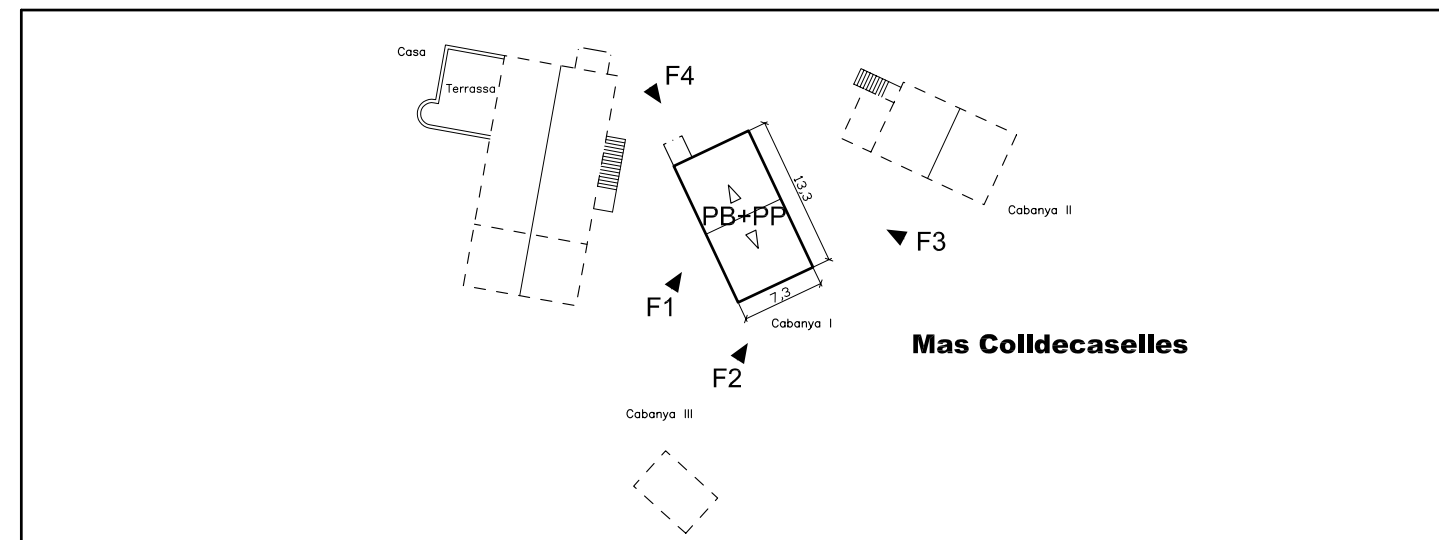 Casa
Terrassa
F4
13,3
PB+PP
Cabanya II
F3
F1
7,3
Cabanya I
Mas Colldecaselles
F2
Cabanya III